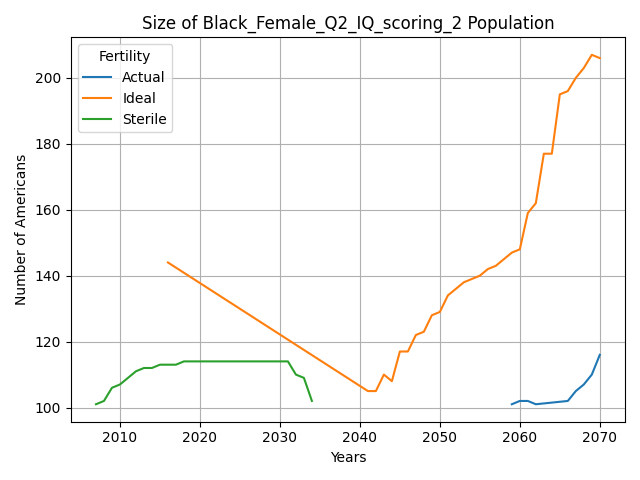 Size of Black_Female_Q2_IQ_scoring_2 Population
Fertility
Actual
Ideal
Sterile
Number of Americans
200
180
160
140
120
100
2010 2020 2030 2040 2050 2060 2070
Years